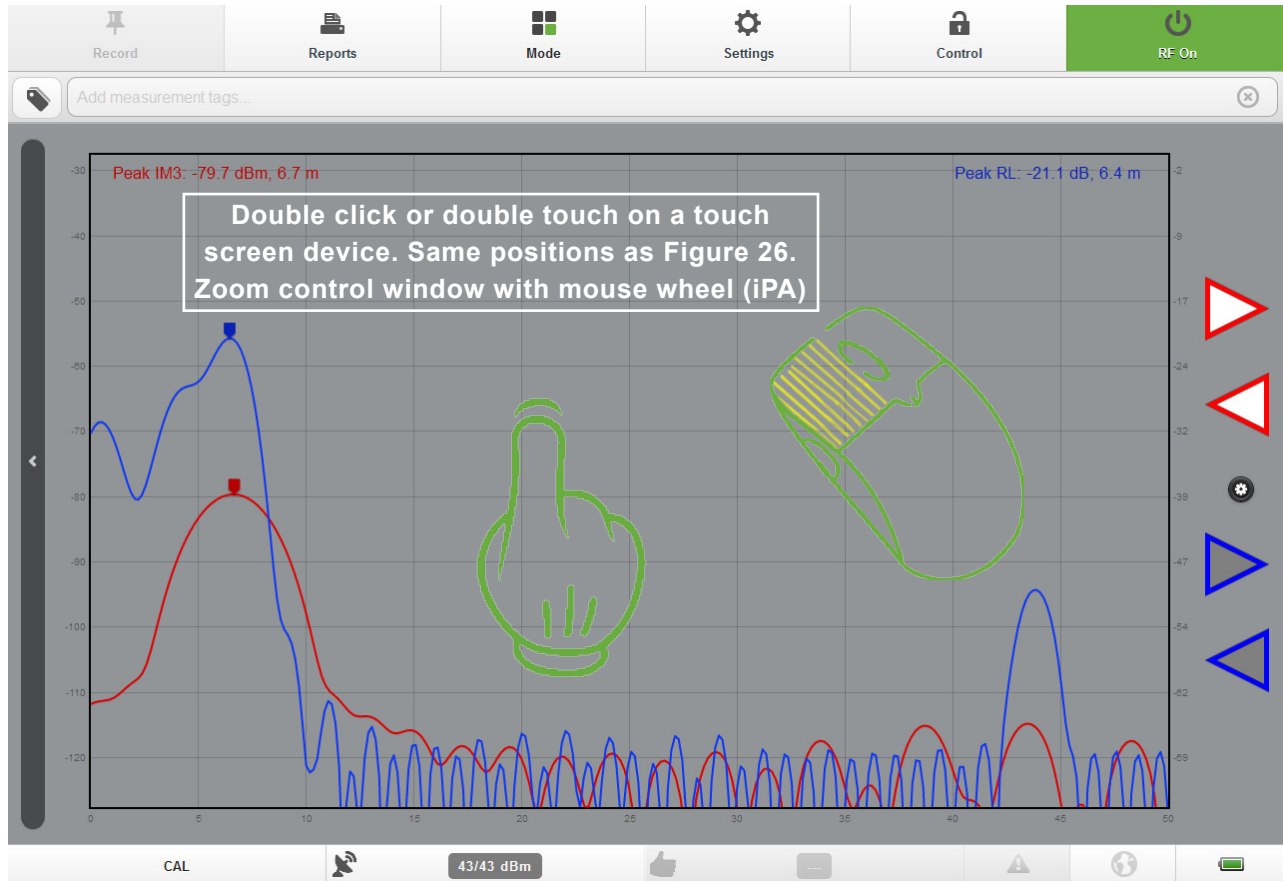 Record Reports Mode Settings Control RF On
Add measurement tags...
Peak IM3: -79.7 dBm, 6.7 m
Peak RL: -21.1 dB, 6.4 m
Double click or double touch on a touch
screen device. Same positions as Figure 26.
Zoom control window with mouse wheel (iPA)
-30
-40
-50
-60
-70
-80
-90
-100
-110
-120
-2
-9
-17
-24
-32
-39
-47
-54
-62
-69
0 5 10 15 20 25 30 35 40 45 50
CAL 43/43 dBm ...